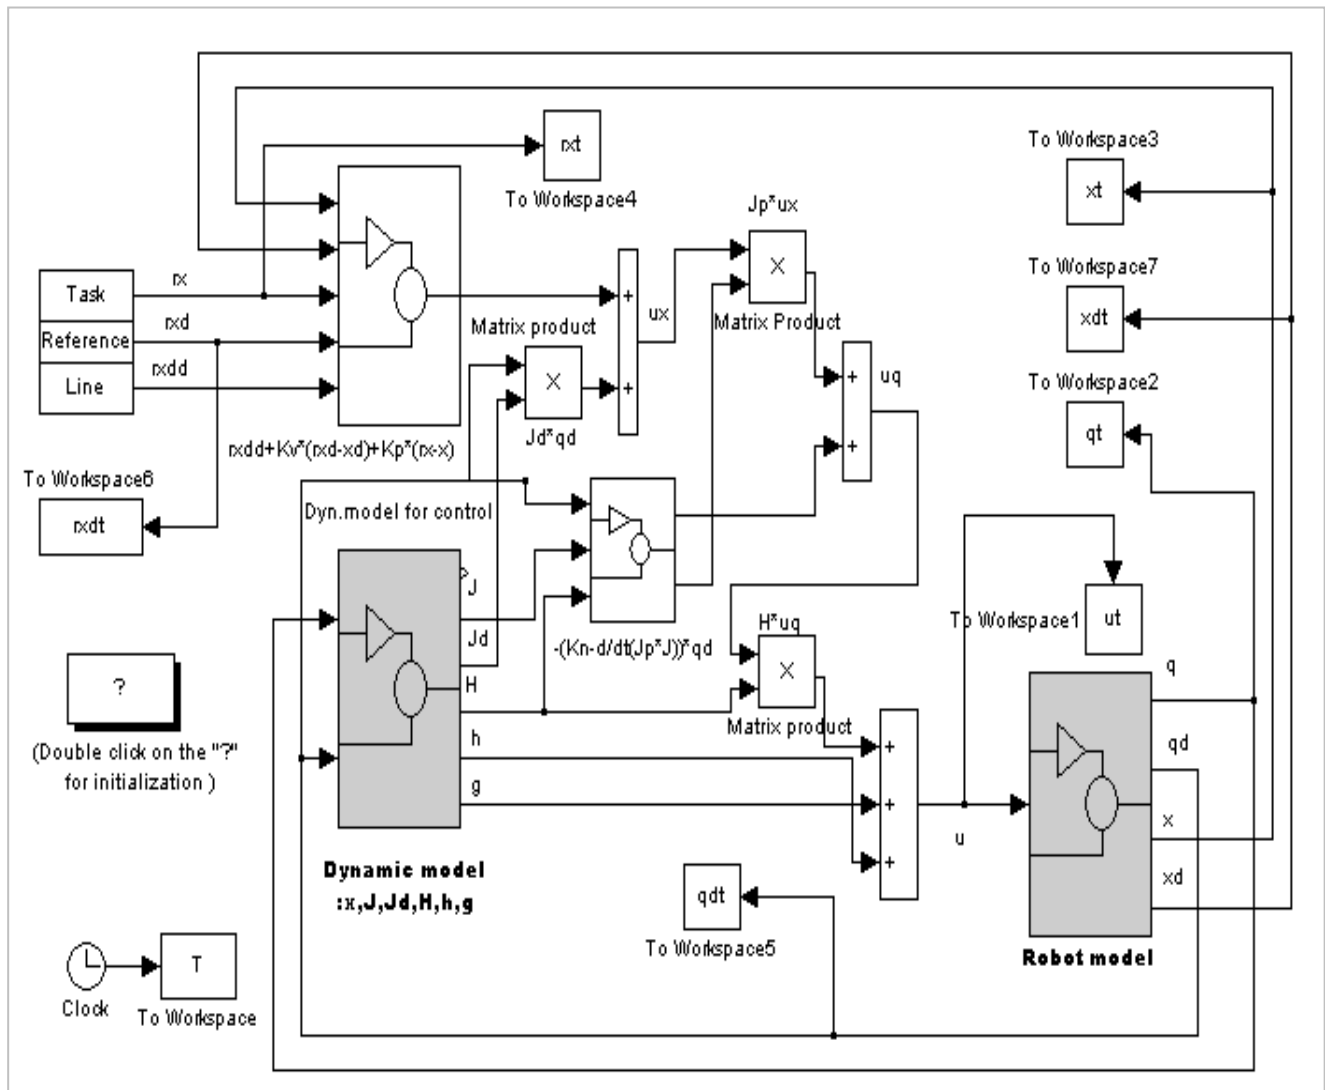 To Workspace3
xt
rxt
To Workspace4
Jp*ux
X
Matrix Product
To Workspace7
xdt
Task
Reference
Line
rx
rxd
rxdd
+
+
ux
Matrix product
X
Jd*qd
rxdd+Kv*(rxd-xd)+Kp*(rx-x)
+
+
uq
To Workspace2
qt
To Workspace6
rxdt
Dyn.model for control
J
Jd
H
h
g
-(Kn-d/dt(Jp*J))*qd
H*uq
X
Matrix product
To Workspace1
ut
?
(Double click on the "?"
for initialization )
+
+
+
u
q
qd
x
xd
Dynamic model
:x,J,Jd,H,h,g
qdt
To Workspace5
Robot model
T
Clock
To Workspace